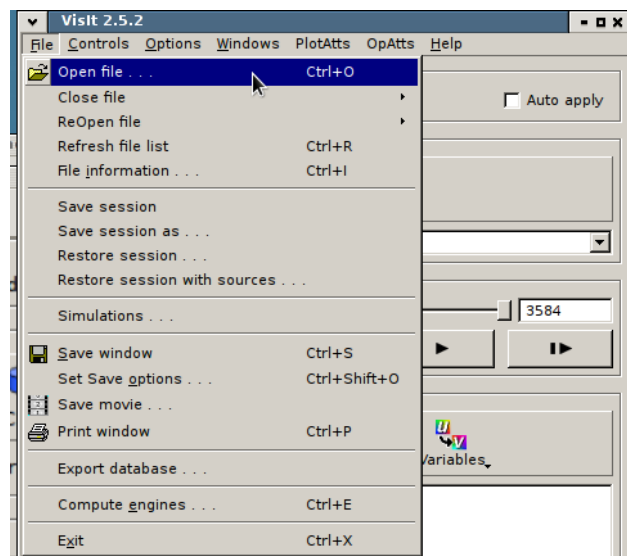 VisIt 2.5.2
File Controls Options Windows PlotAtts OpAtts Help
Open file . . . Ctrl+O
Close file
Auto apply
ReOpen file
Refresh file list Ctrl+R
File information . . . Ctrl+I
Save session
Save session as . . .
Restore session . . .
Restore session with sources . . .
Simulations . . .
3584
Save window Ctrl+S
Set Save options . . . Ctrl+Shift+O
Save movie . . .
Print window Ctrl+P
Variables
Export database . . .
Compute engines . . . Ctrl+E
Exit Ctrl+X